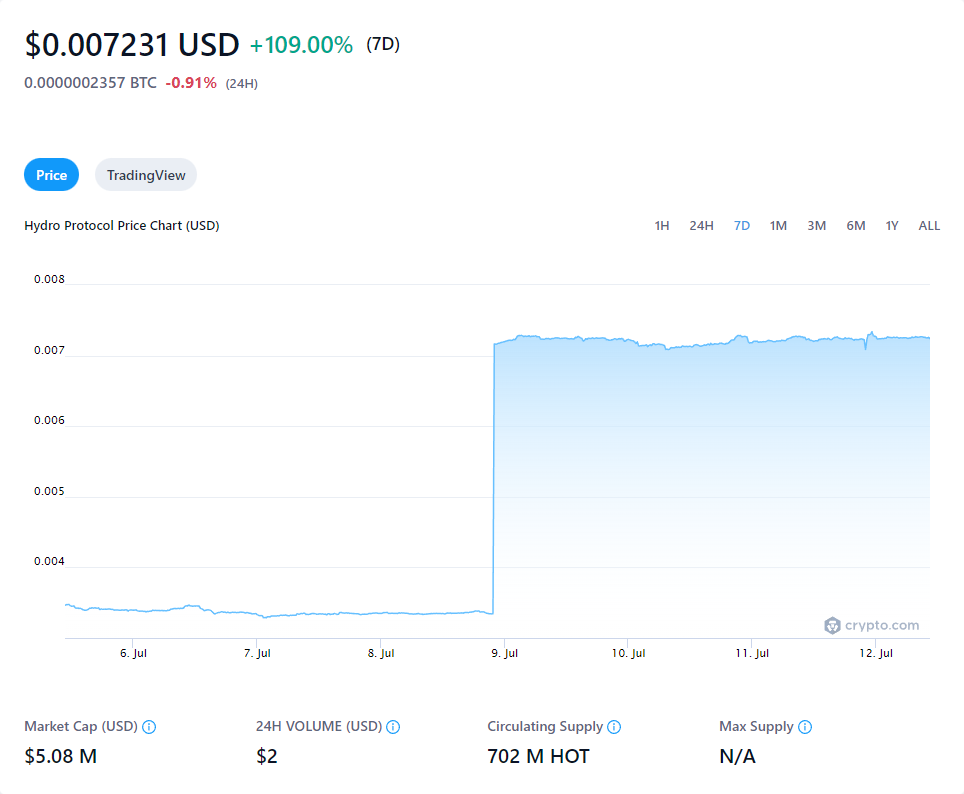 $0.007231 USD +109.00% (7D)
0.0000002357 BTC -0.91% (24H)
Price TradingView
Hydro Protocol Price Chart (USD) 1H 24H 7D 1M 3M 6M 1Y ALL
0.008
0.007
0.006
0.005
0.004
crypto.com
6. Jul 7. Jul 8. Jul 9. Jul 10. Jul 11. Jul 12. Jul
Market Cap (USD) 24H VOLUME (USD) Circulating Supply Max Supply
$5.08 M $2 702 M HOT N/A